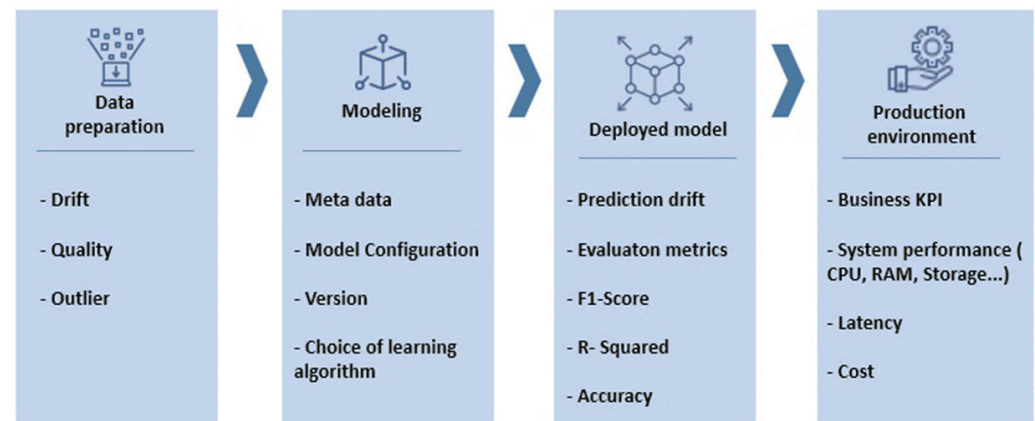 Data
preparation
- Drift
- Quality
- Outlier
Modeling
- Meta data
- Model Configuration
- Version
- Choice of learning
algorithm
Deployed model
- Prediction drift
- Evaluaton metrics
- F1-Score
- R- Squared
- Accuracy
Production
environment
- Business KPI
- System performance (
CPU, RAM, Storage...)
- Latency
- Cost